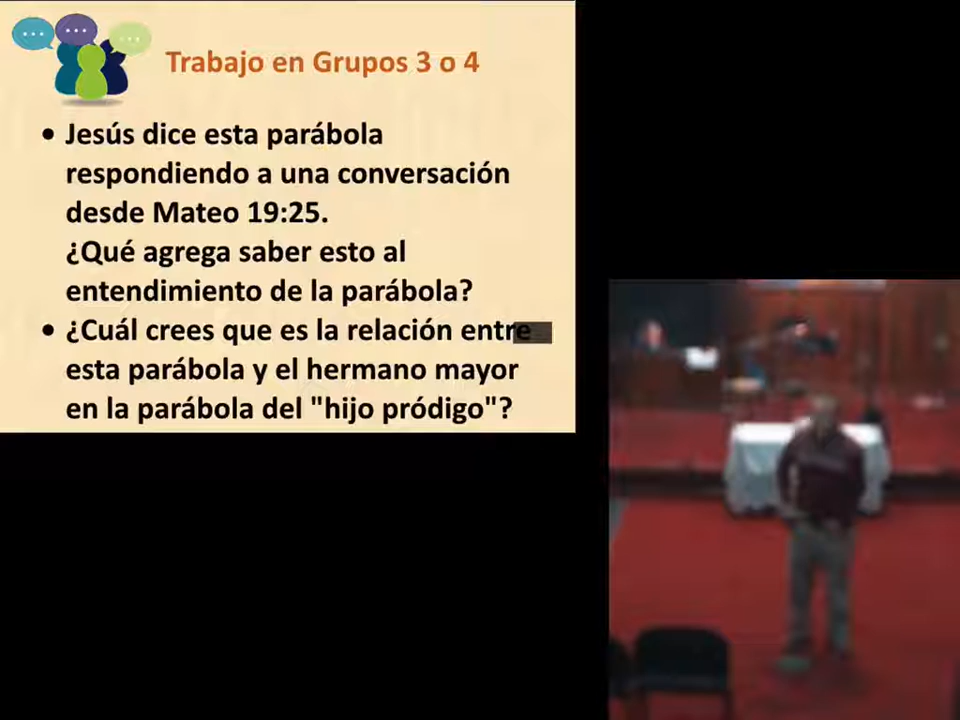 Trabajo en Grupos 3 o 4
• Jesús dice esta parábola
respondiendo a una conversación
desde Mateo 19:25.
¿Qué agrega saber esto al
entendimiento de la parábola?
• ¿Cuál crees que es la relación entre
esta parábola y el hermano mayor
en la parábola del "hijo pródigo"?